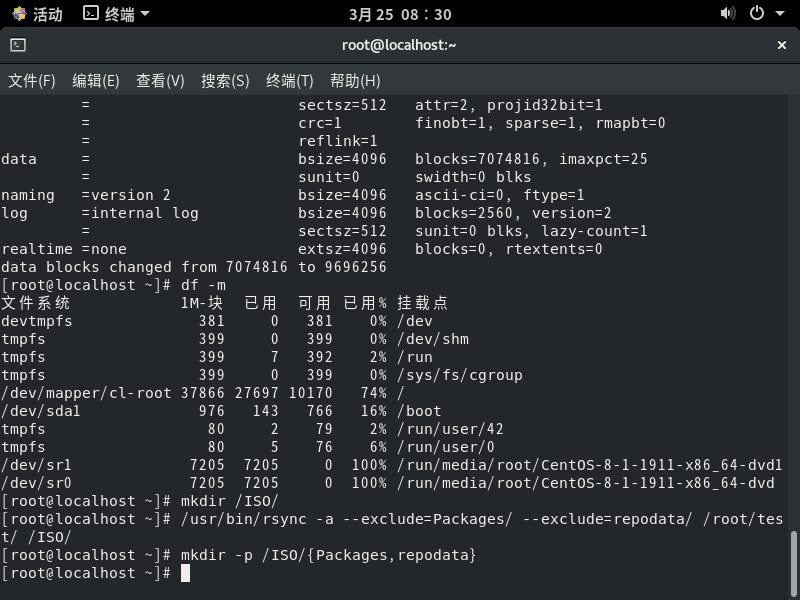 活动 终端 3月 25 08：30
root@localhost:~ ×
文件(F) 编辑(E) 查看(V) 搜索(S) 终端(T) 帮助(H)
         =                       sectsz=512   attr=2, projid32bit=1
         =                       crc=1        finobt=1, sparse=1, rmapbt=0
         =                       reflink=1
data     =                       bsize=4096   blocks=7074816, imaxpct=25
         =                       sunit=0      swidth=0 blks
naming   =version 2              bsize=4096   ascii-ci=0, ftype=1
log      =internal log           bsize=4096   blocks=2560, version=2
         =                       sectsz=512   sunit=0 blks, lazy-count=1
realtime =none                   extsz=4096   blocks=0, rtextents=0
data blocks changed from 7074816 to 9696256
[root@localhost ~]# df -m
文件系统            1M-块  已用  可用 已用% 挂载点
devtmpfs              381     0   381    0% /dev
tmpfs                 399     0   399    0% /dev/shm
tmpfs                 399     7   392    2% /run
tmpfs                 399     0   399    0% /sys/fs/cgroup
/dev/mapper/cl-root 37866 27697 10170   74% /
/dev/sda1             976   143   766   16% /boot
tmpfs                  80     2    79    2% /run/user/42
tmpfs                  80     5    76    6% /run/user/0
/dev/sr1             7205  7205     0  100% /run/media/root/CentOS-8-1-1911-x86_64-dvd1
/dev/sr0             7205  7205     0  100% /run/media/root/CentOS-8-1-1911-x86_64-dvd
[root@localhost ~]# mkdir /ISO/
[root@localhost ~]# /usr/bin/rsync -a --exclude=Packages/ --exclude=repodata/ /root/tes
t/ /ISO/
[root@localhost ~]# mkdir -p /ISO/{Packages,repodata}
[root@localhost ~]#